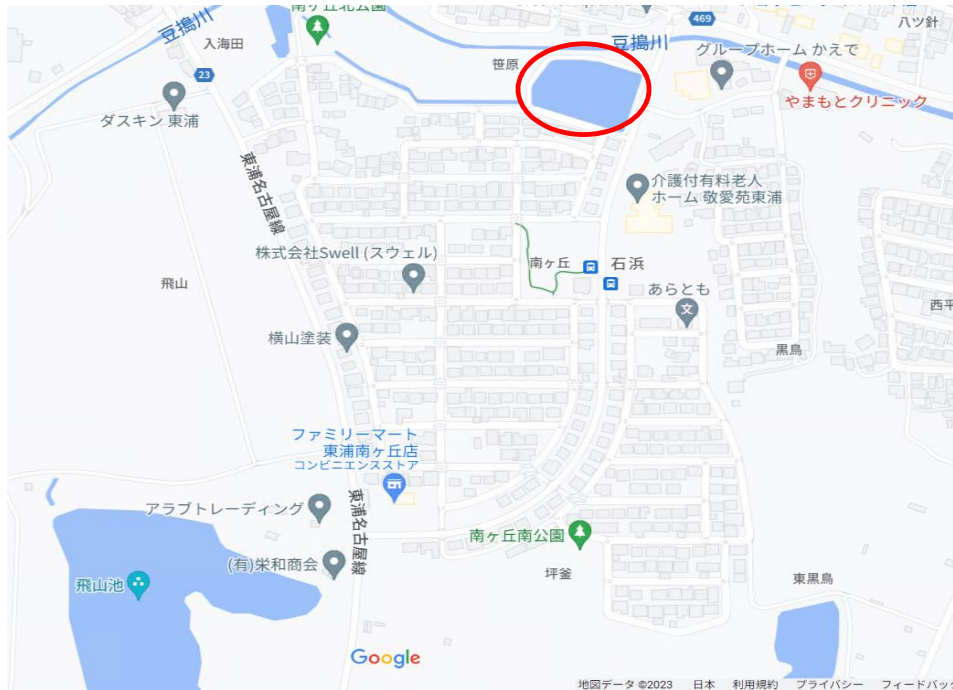 南ヶ丘北公園
豆搗川
入海田
469
八ツ針
豆搗川
笹原
グループホーム かえで
23
やまもとクリニック
ダスキン 東浦
東浦名古屋線
介護付有料老人
ホーム 敬愛苑東浦
株式会社Swell (スウェル)
南ヶ丘
石浜
飛山
あらとも
文
西平
横山塗装
黒鳥
ファミリーマート
東浦南ヶ丘店
コンビニエンスストア
アラブトレーディング
東浦名古屋線
南ヶ丘南公園
(有)栄和商会
飛山池
坪釜
東黒鳥
Google
地図データ ©2023 日本 利用規約 プライバシー フィードバック